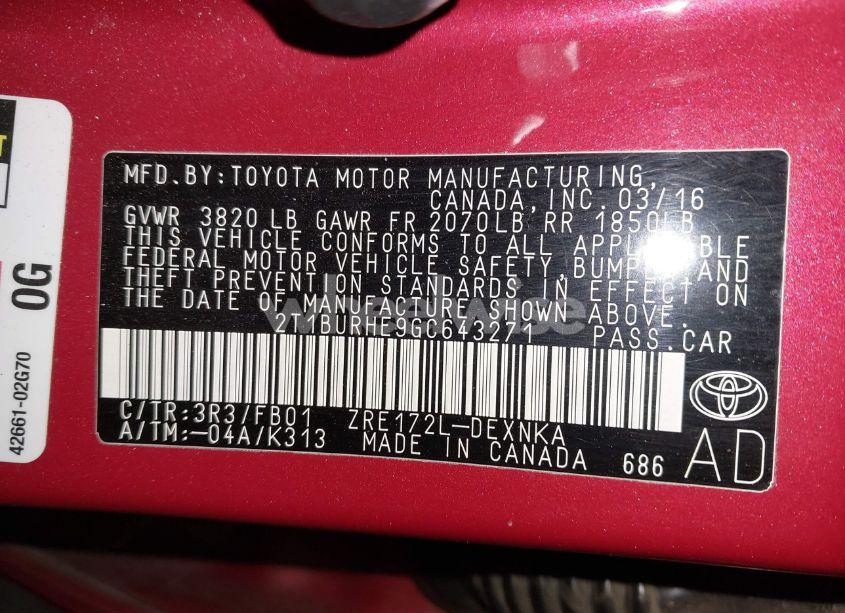 MFD.BY:TOYOTA MOTOR MANUFACTURING,
CANADA, INC. 03/16
GVWR 3820 LB GAWR FR 2070LB RR 1850LB
THIS VEHICLE CONFORMS TO ALL APPLICABLE
FEDERAL MOTOR VEHICLE SAFETY, BUMPER, AND
THEFT PREVENTION STANDARDS IN EFFECT ON
THE DATE OF MANUFACTURE SHOWN ABOVE.
2T1BURHE9GC643271 PASS.CAR
C/TR:3R3/FB01 ZRE172L-DEXNKA
A/TM:-04A/K313 MADE IN CANADA 686 AD
0G
42661-02G70
wheelwise